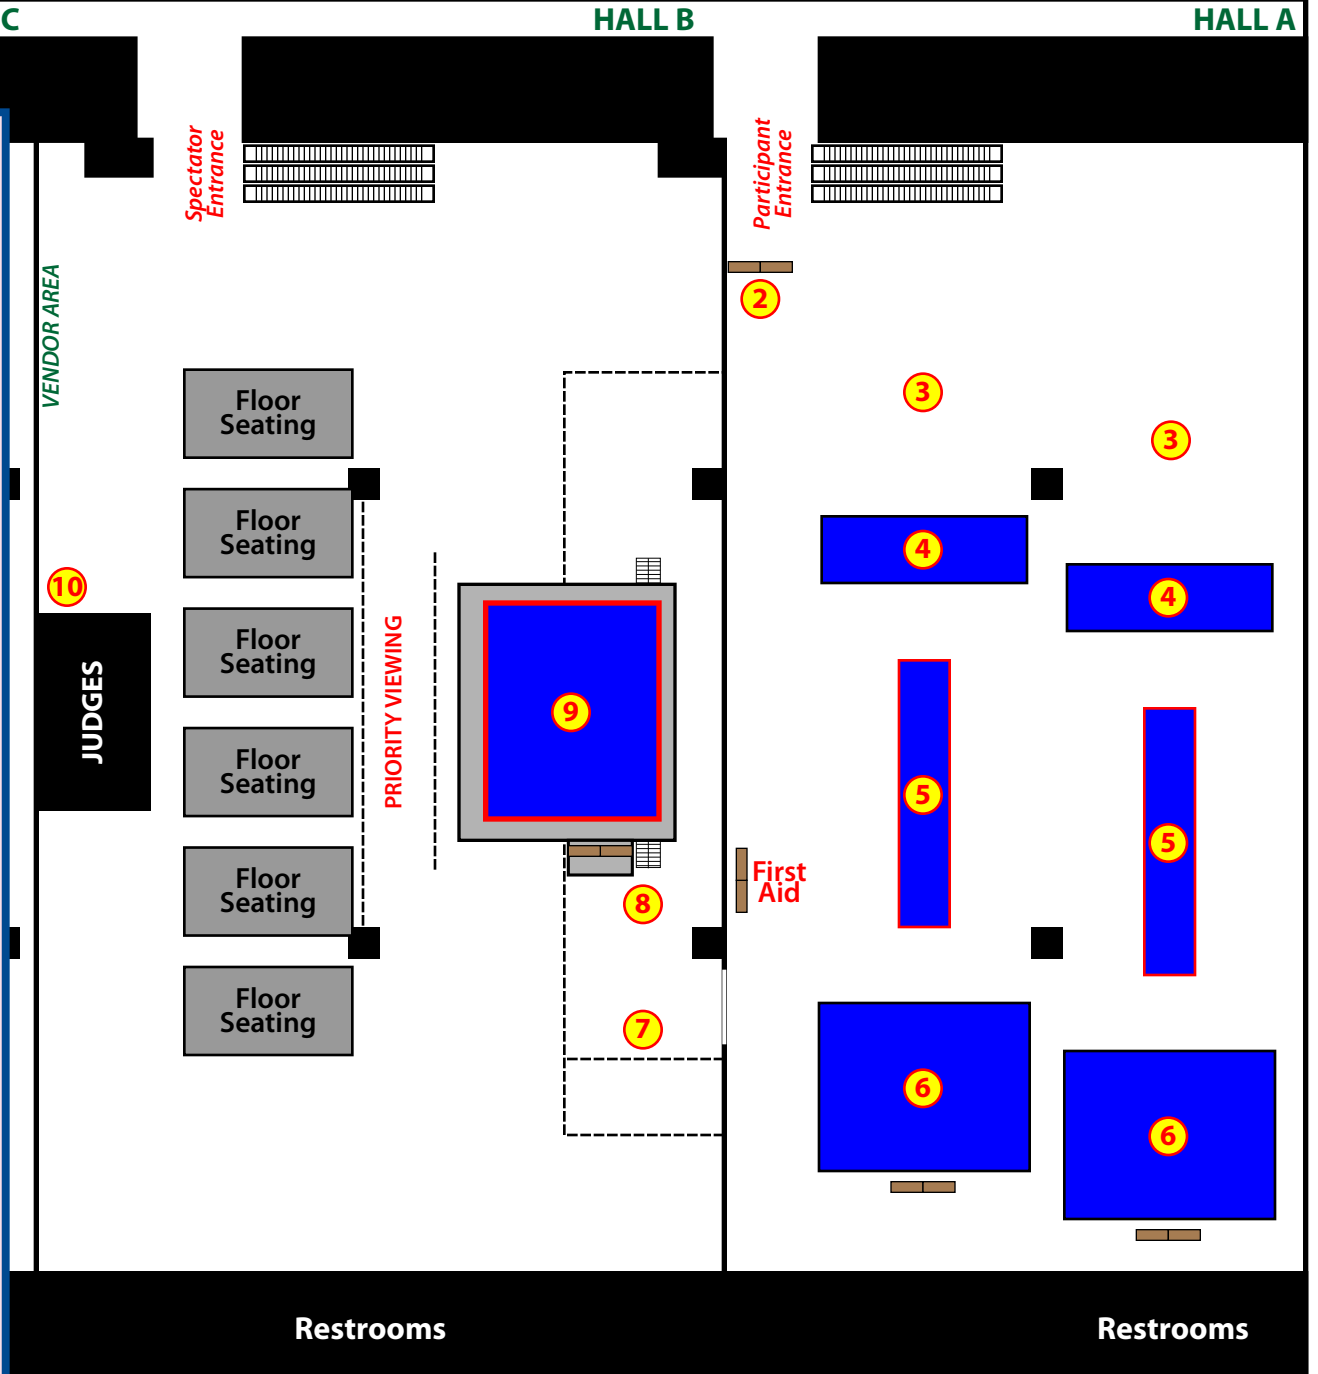 C
HALL B
HALL A
Spectator
Entrance
Participant
Entrance
VENDOR AREA
2
3
3
Floor
Seating
Floor
Seating
Floor
Seating
Floor
Seating
Floor
Seating
Floor
Seating
10
JUDGES
PRIORITY VIEWING
9
4
4
5
5
First
Aid
8
7
6
6
Restrooms
Restrooms